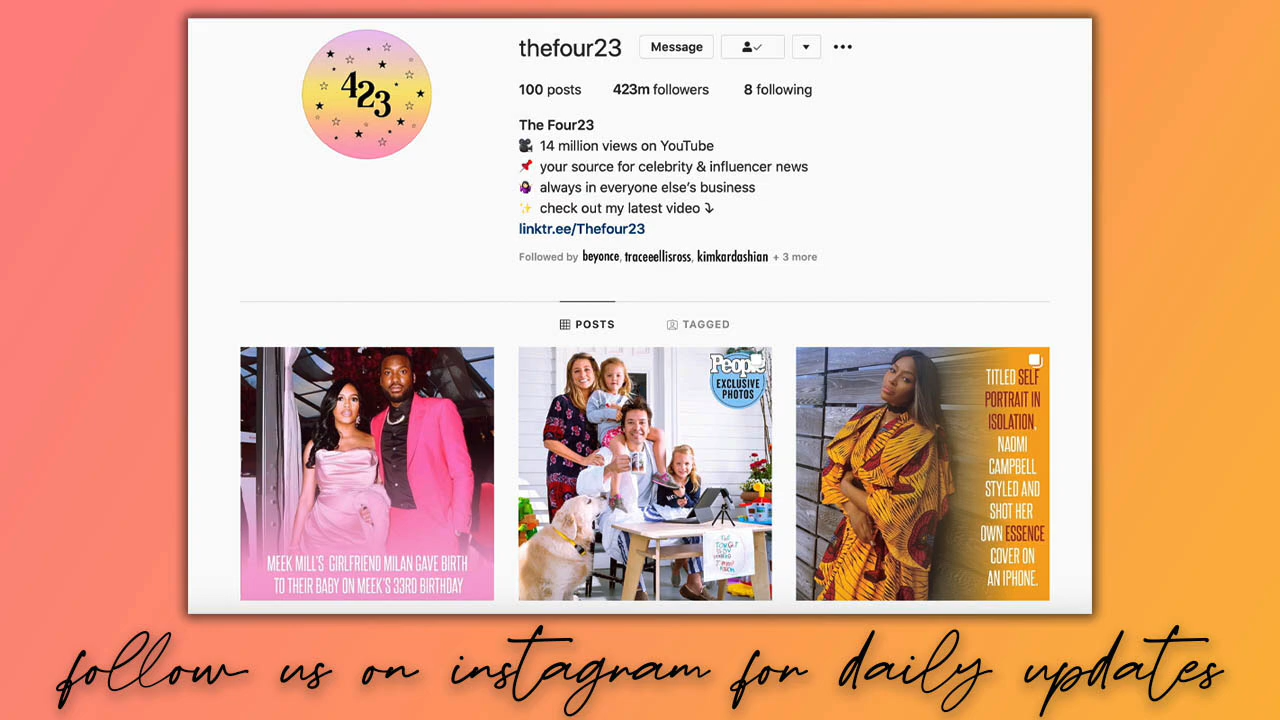 423
thefour23 Message
100 posts 423m followers 8 following
The Four23
14 million views on YouTube
your source for celebrity & influencer news
always in everyone else's business
check out my latest video
linktr.ee/Thefour23
Followed by beyonce, traceeellisross, kimkardashian + 3 more
POSTS TAGGED
MEEK MILL'S GIRLFRIEND MILAN GAVE BIRTH
TO THEIR BABY ON MEEK'S 33RD BIRTHDAY
People
EXCLUSIVE
PHOTOS
THE
TONIGHT
SHOW
TITLED SELF
PORTRAIT IN
ISOLATION,
NAOMI
CAMPBELL
STYLED AND
SHOT HER
OWN ESSENCE
COVER ON
AN IPHONE.
follow us on instagram for daily updates